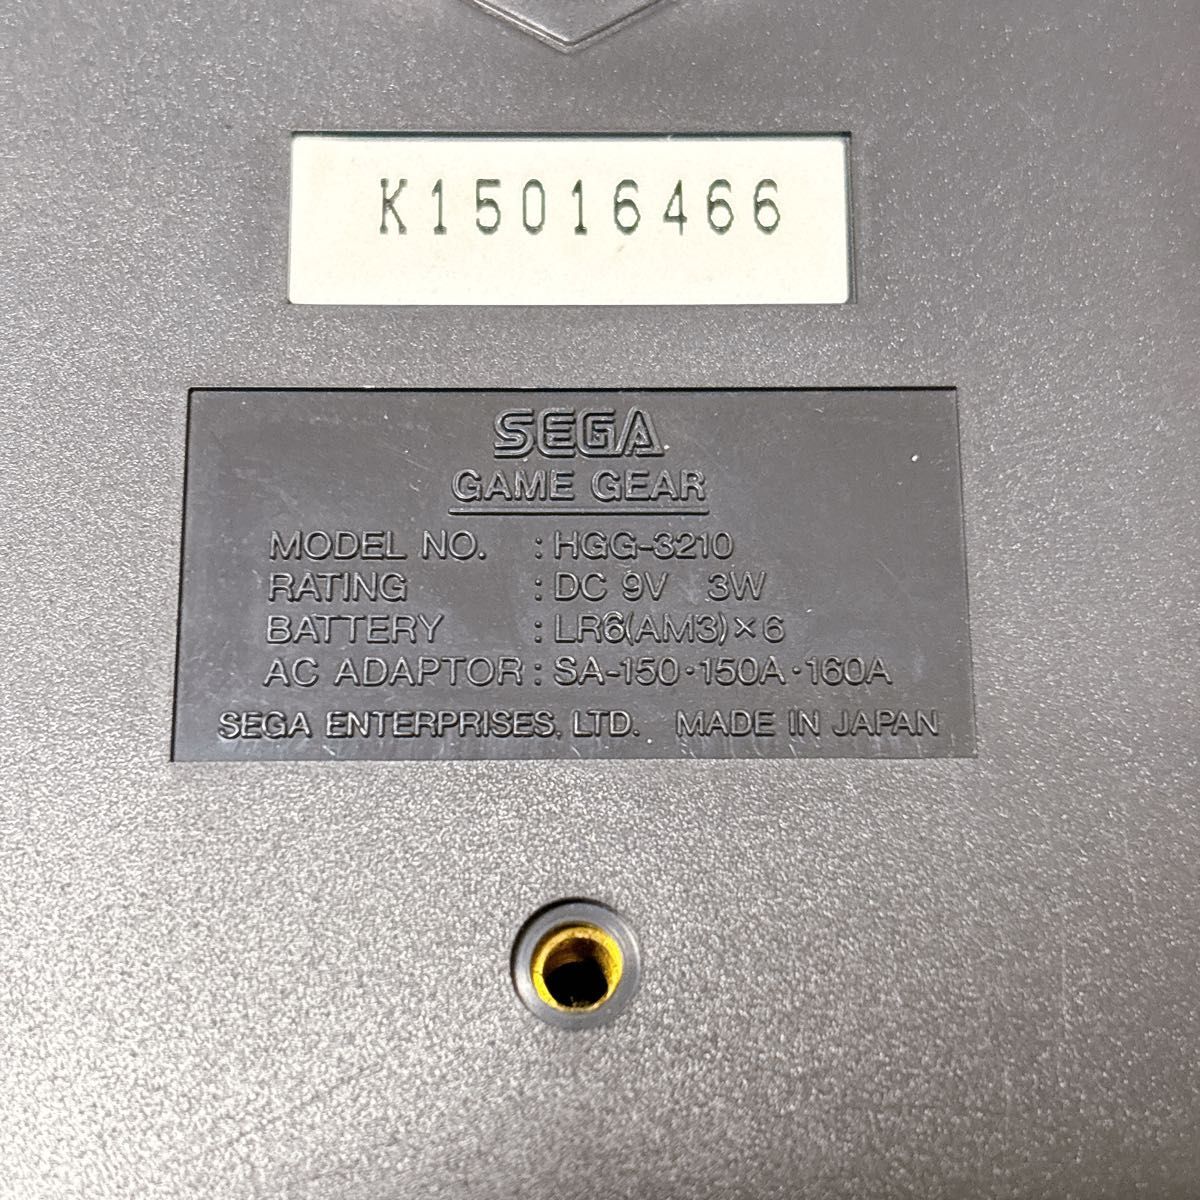 K15016466
SEGA
GAME GEAR
MODEL NO. : HGG-3210
RATING : DC 9V 3W
BATTERY : LR6(AM3)×6
AC ADAPTOR : SA-150·150A·160A
SEGA ENTERPRISES, LTD. MADE IN JAPAN